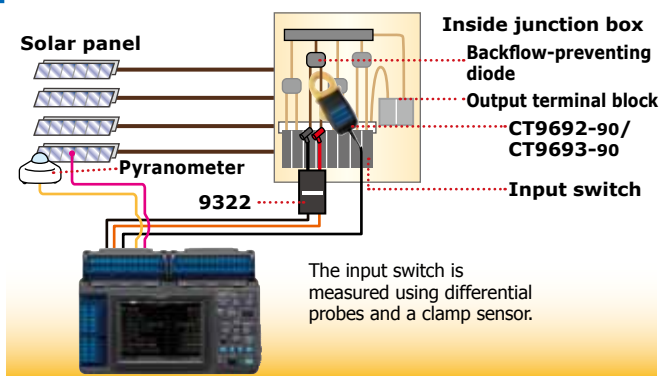 Solar panel
Inside junction box
Backflow-preventing
diode
Output terminal block
CT9692-90/
CT9693-90
Input switch
Pyranometer
9322
The input switch is
measured using differential
probes and a clamp sensor.